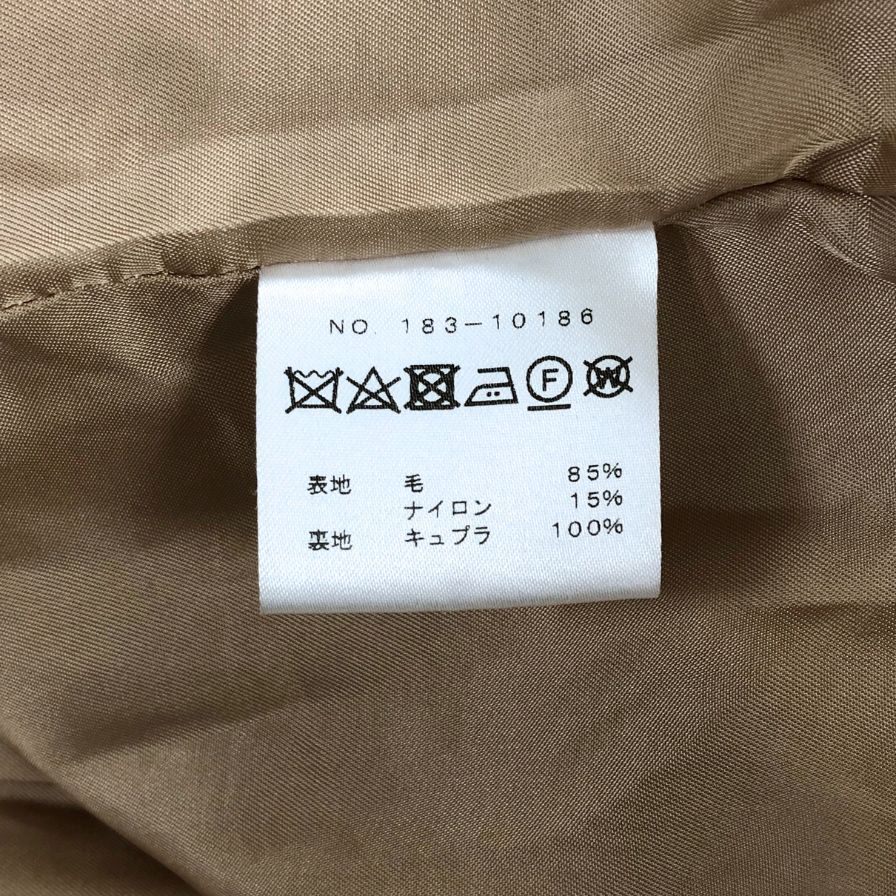 NO 183-10186
F W
表地 毛 85%
ナイロン 15%
裏地 キュプラ 100%